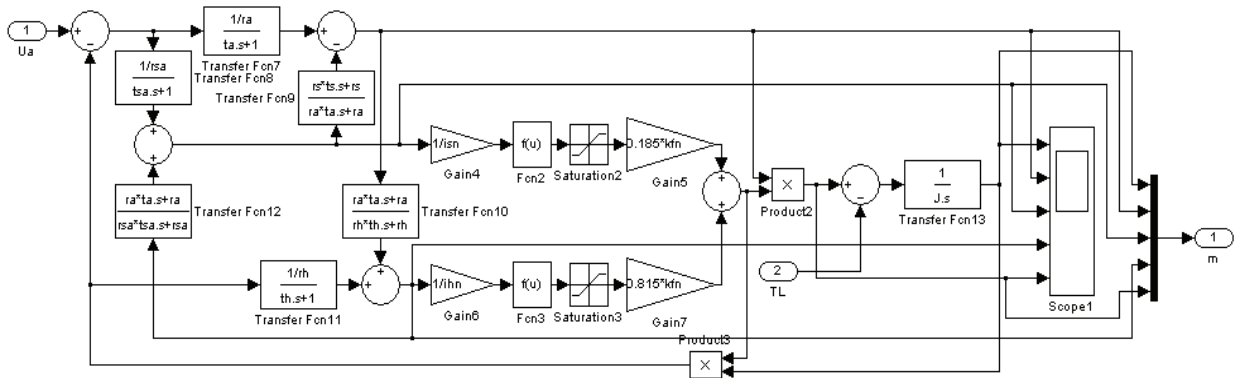 1
Ua
1/ra
ta.s+1
Transfer Fcn7
1/rsa
tsa.s+1
Transfer Fcn8
rs*ts.s+rs
ra*ta.s+ra
Transfer Fcn9
1/isn
Gain4
f(u)
Fcn2
Saturation2
0.185*kfn
Gain5
ra*ta.s+ra
rsa*tsa.s+rsa
Transfer Fcn12
ra*ta.s+ra
rh*th.s+rh
Transfer Fcn10
×
Product2
1
J.s
Transfer Fcn13
2
TL
1/rh
th.s+1
Transfer Fcn11
1/ihn
Gain6
f(u)
Fcn3
Saturation3
0.815*kfn
Gain7
Product3
×
Scope1
1
m